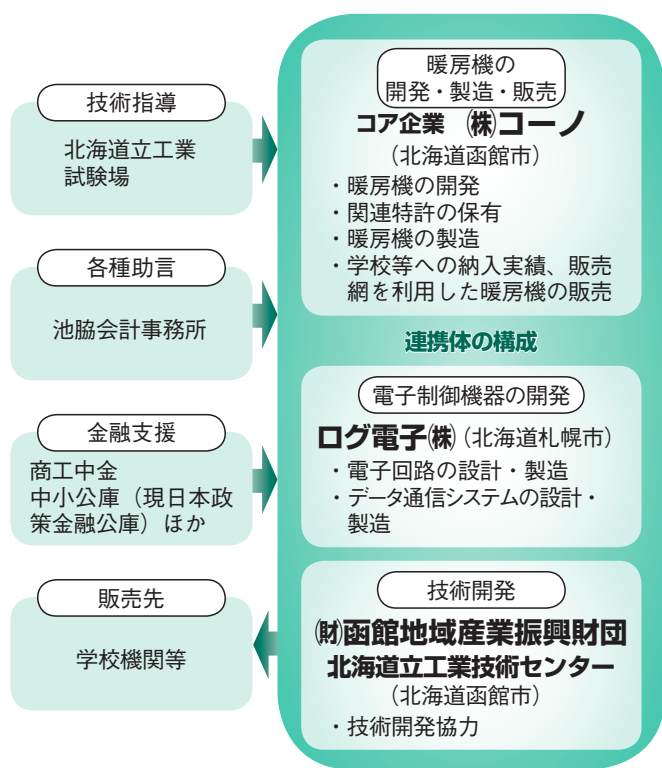 技術指導
北海道立工業
試験場
各種助言
池脇会計事務所
金融支援
商工中金
中小公庫（現日本政
策金融公庫）ほか
販売先
学校機関等
暖房機の
開発・製造・販売
コア企業　㈱コーノ
（北海道函館市）
・暖房機の開発
・関連特許の保有
・暖房機の製造
・学校等への納入実績、販売
網を利用した暖房機の販売
連携体の構成
電子制御機器の開発
ログ電子㈱（北海道札幌市）
・電子回路の設計・製造
・データ通信システムの設計・
製造
技術開発
㈶函館地域産業振興財団
北海道立工業技術センター
（北海道函館市）
・技術開発協力